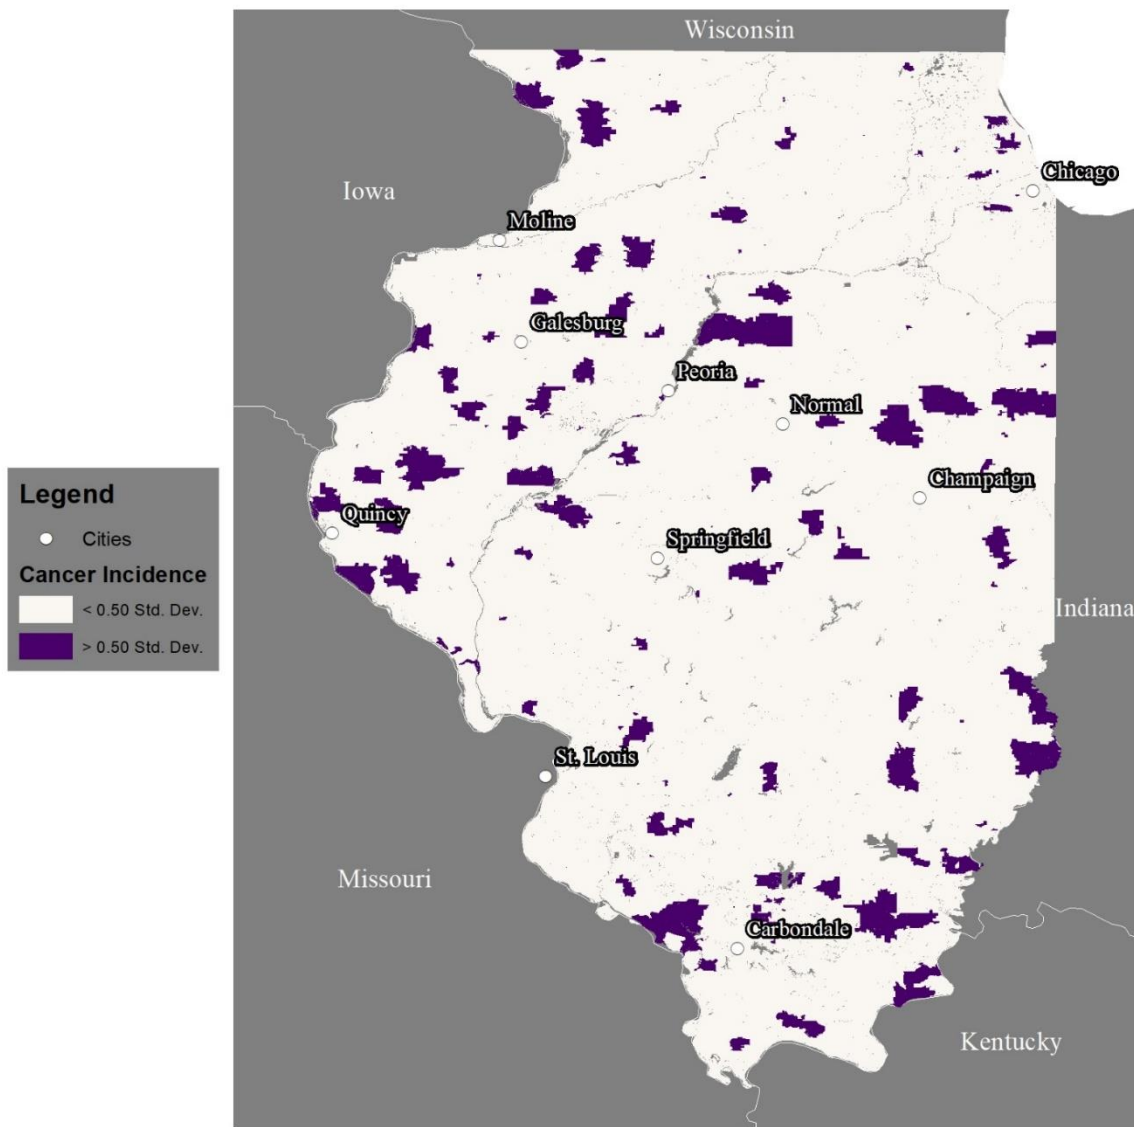 Wisconsin
Iowa
Chicago
Moline
Galesburg
Peoria
Normal
Legend
Champaign
Quincy
Cities
Springfield
Cancer Incidence
< 0.50 Std. Dev.
Indiana
> 0.50 Std. Dev.
St. Louis
Missouri
Carbondale
Kentucky